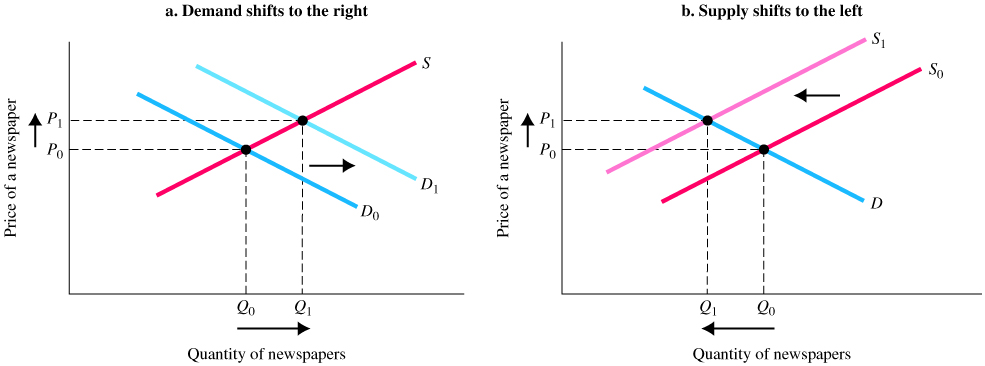 a. Demand shifts to the right
Price of a newspaper
P1
P0
S
D1
D0
Q0 Q1
Quantity of newspapers
b. Supply shifts to the left
Price of a newspaper
P1
P0
S1
S0
D
Q1 Q0
Quantity of newspapers